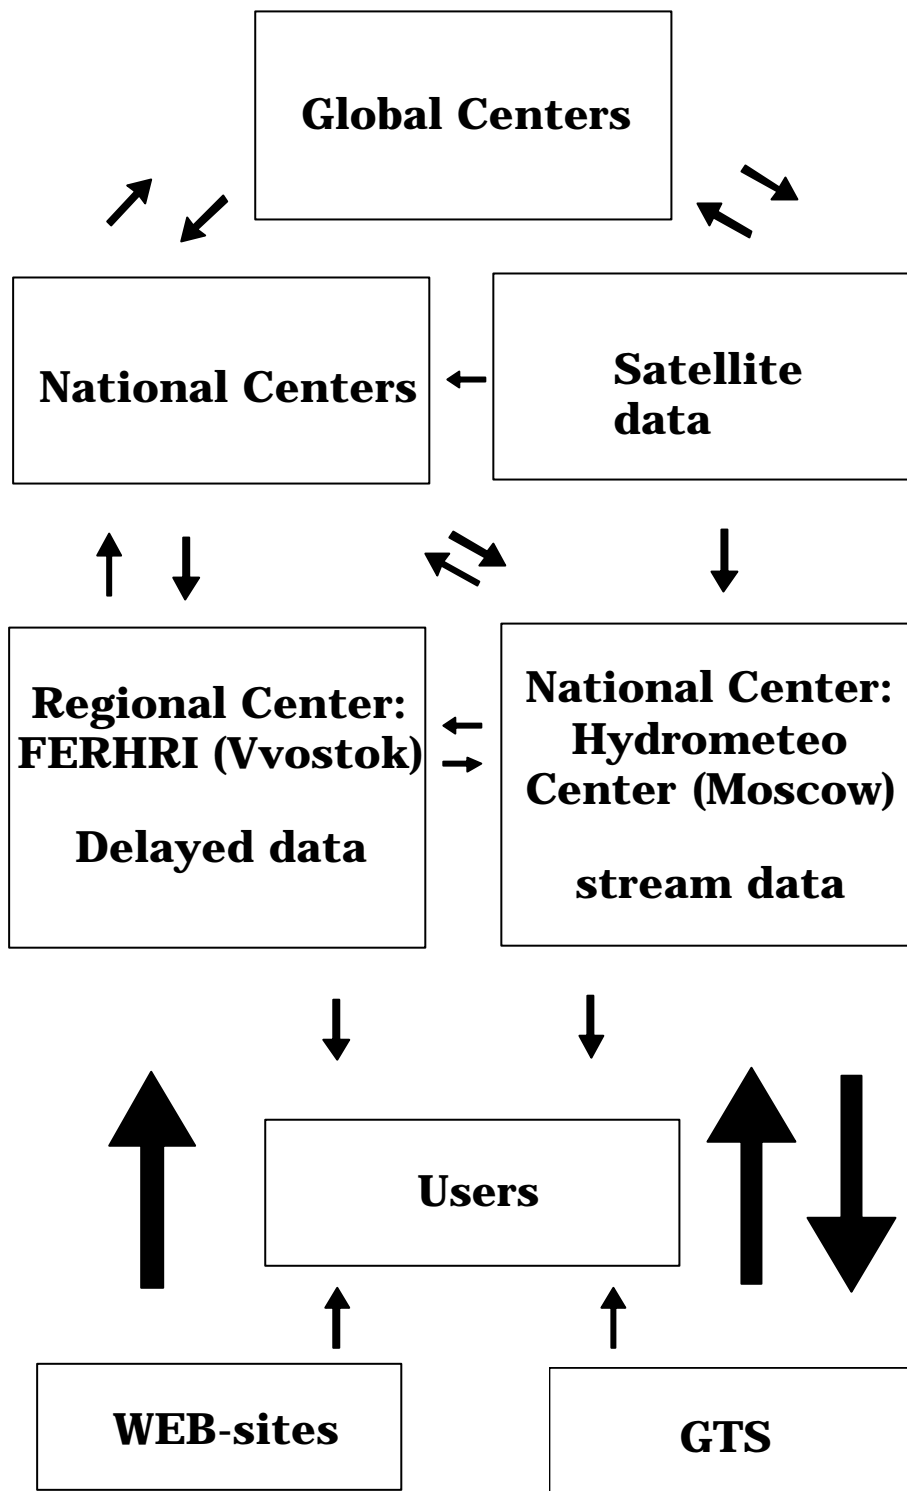 Global Centers
National Centers
Satellite
data
Regional Center:
FERHRI (Vvostok)
Delayed data
National Center:
Hydrometeo
Center (Moscow)
stream data
Users
WEB-sites
GTS